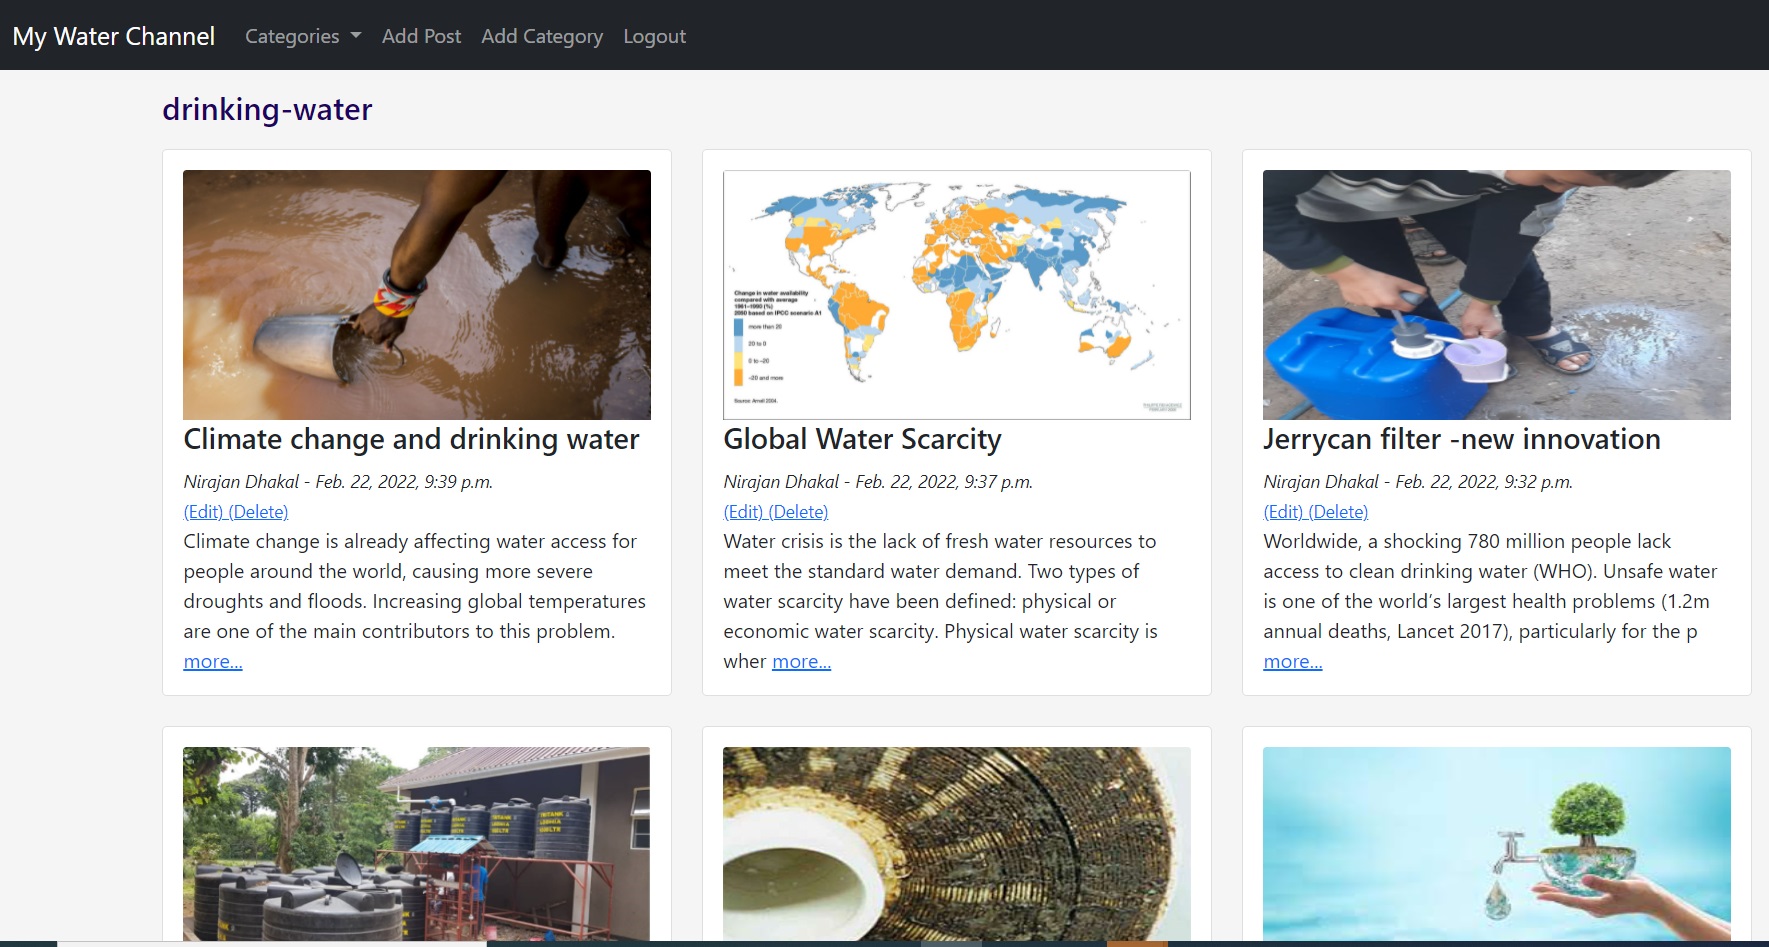 My Water Channel Categories Add Post Add Category Logout
drinking-water
Change in water availability
compared with average
1961–1990 (%)
2050 based on IPCC scenario A1
more than 20
20 to 0
0 to –20
–20 and more
Source: Arnell 2004.
Climate change and drinking water
Nirajan Dhakal - Feb. 22, 2022, 9:39 p.m.
(Edit) (Delete)
Climate change is already affecting water access for
people around the world, causing more severe
droughts and floods. Increasing global temperatures
are one of the main contributors to this problem.
more...
Global Water Scarcity
Nirajan Dhakal - Feb. 22, 2022, 9:37 p.m.
(Edit) (Delete)
Water crisis is the lack of fresh water resources to
meet the standard water demand. Two types of
water scarcity have been defined: physical or
economic water scarcity. Physical water scarcity is
wher more...
Jerrycan filter -new innovation
Nirajan Dhakal - Feb. 22, 2022, 9:32 p.m.
(Edit) (Delete)
Worldwide, a shocking 780 million people lack
access to clean drinking water (WHO). Unsafe water
is one of the world’s largest health problems (1.2m
annual deaths, Lancet 2017), particularly for the p
more...